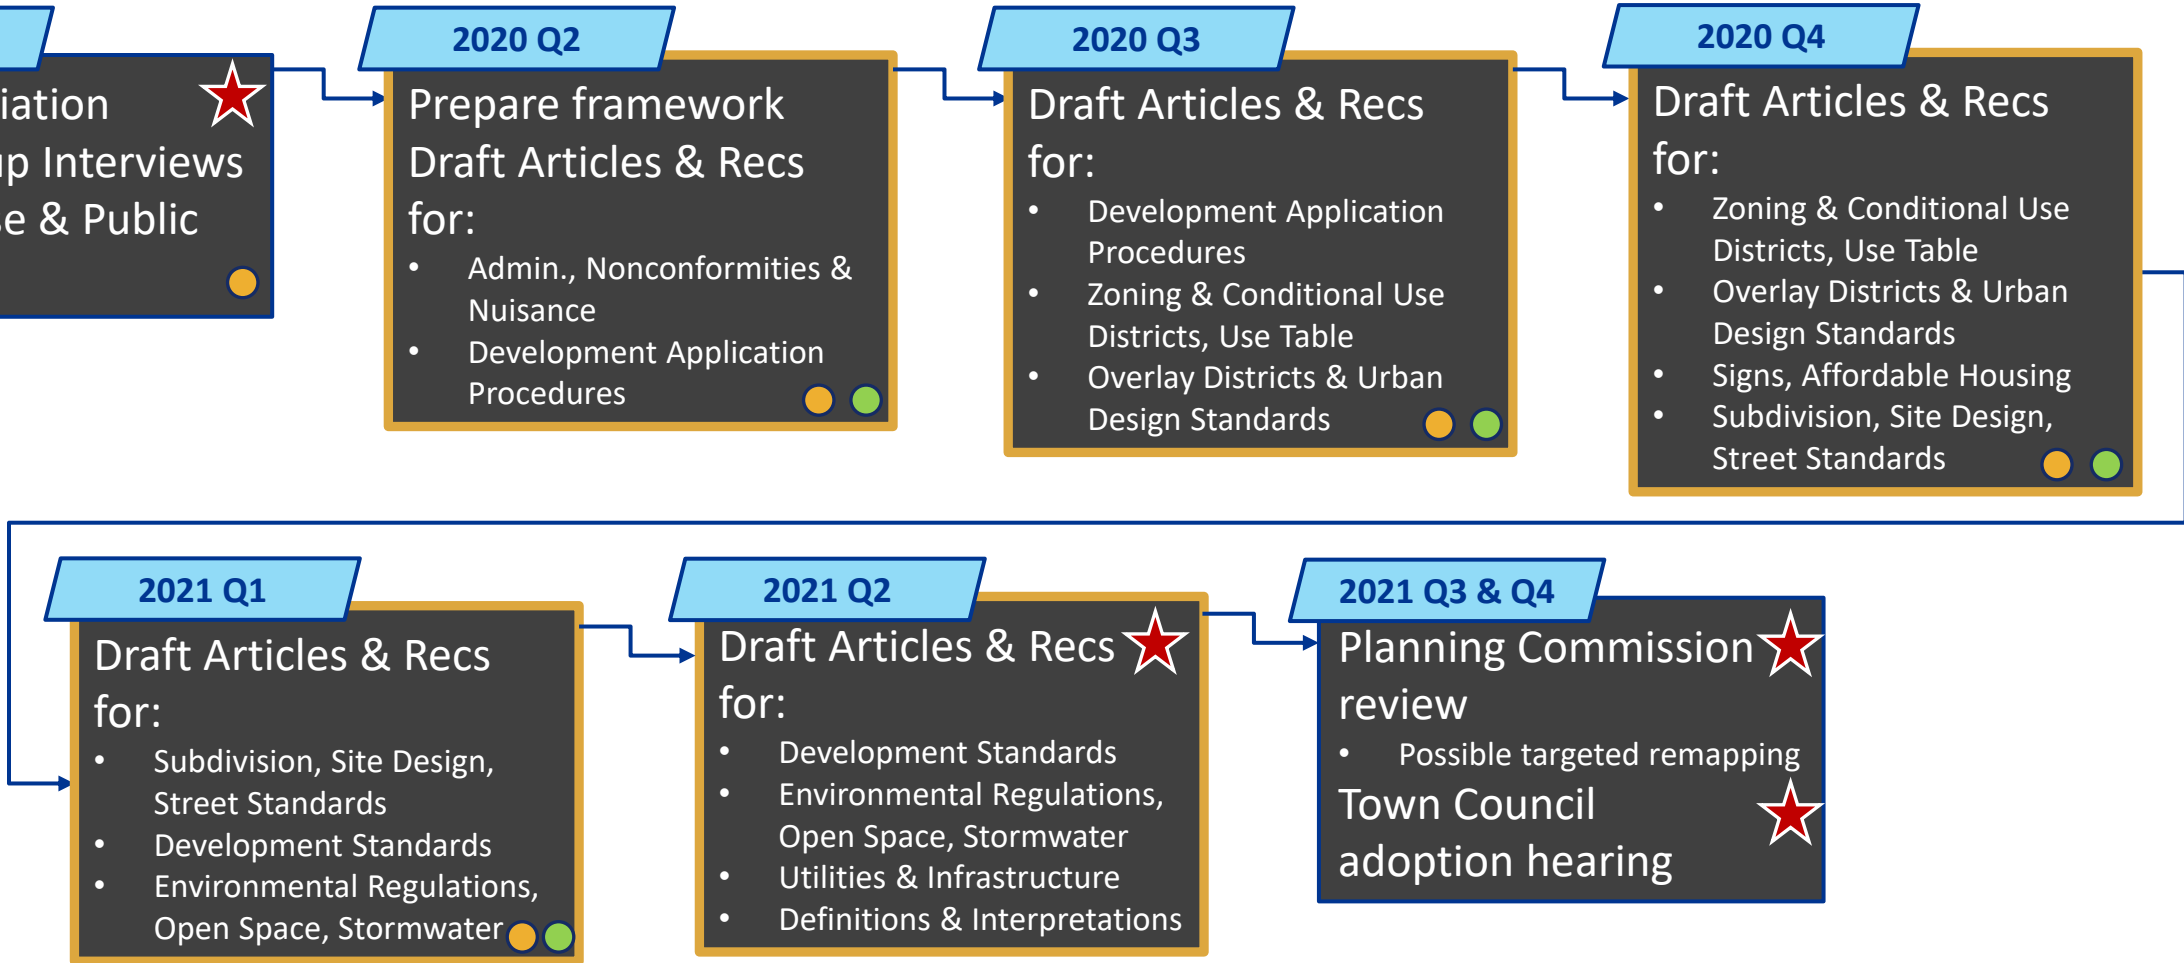 iation
up Interviews
se & Public
2020 Q2
Prepare framework
Draft Articles & Recs
for:
• Admin., Nonconformities &
Nuisance
• Development Application
Procedures
2020 Q3
Draft Articles & Recs
for:
• Development Application
Procedures
• Zoning & Conditional Use
Districts, Use Table
• Overlay Districts & Urban
Design Standards
2020 Q4
Draft Articles & Recs
for:
• Zoning & Conditional Use
Districts, Use Table
• Overlay Districts & Urban
Design Standards
• Signs, Affordable Housing
• Subdivision, Site Design,
Street Standards
2021 Q1
Draft Articles & Recs
for:
• Subdivision, Site Design,
Street Standards
• Development Standards
• Environmental Regulations,
Open Space, Stormwater
2021 Q2
Draft Articles & Recs
for:
• Development Standards
• Environmental Regulations,
Open Space, Stormwater
• Utilities & Infrastructure
• Definitions & Interpretations
2021 Q3 & Q4
Planning Commission
review
• Possible targeted remapping
Town Council
adoption hearing